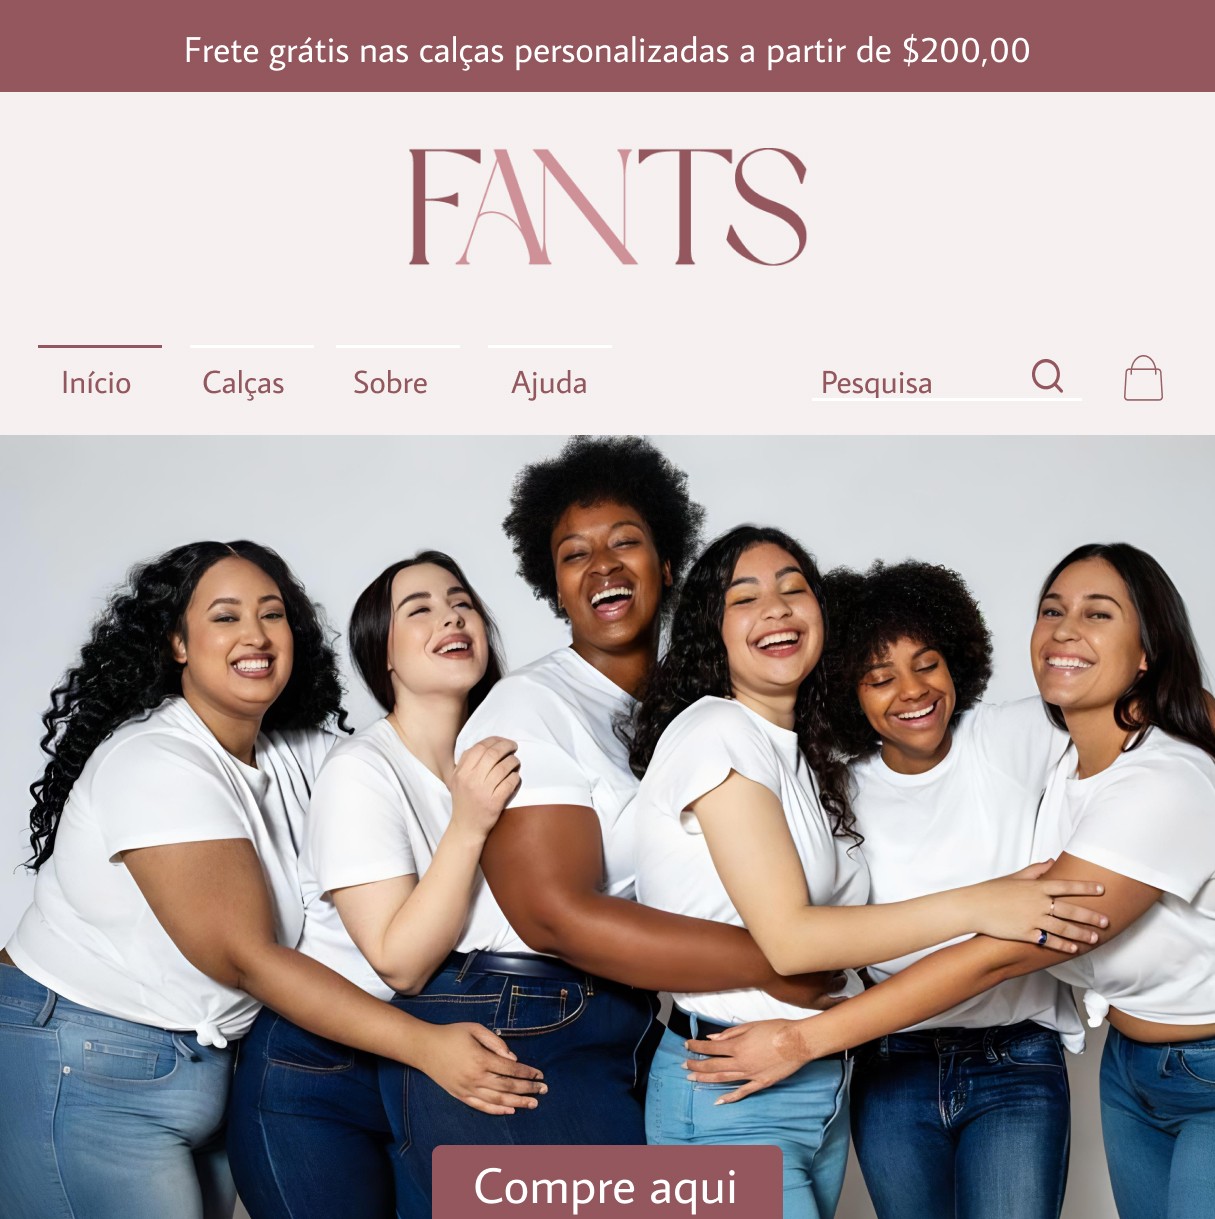 Frete grátis nas calças personalizadas a partir de $200,00
FANTS
Início Calças Sobre Ajuda Pesquisa
Compre aqui